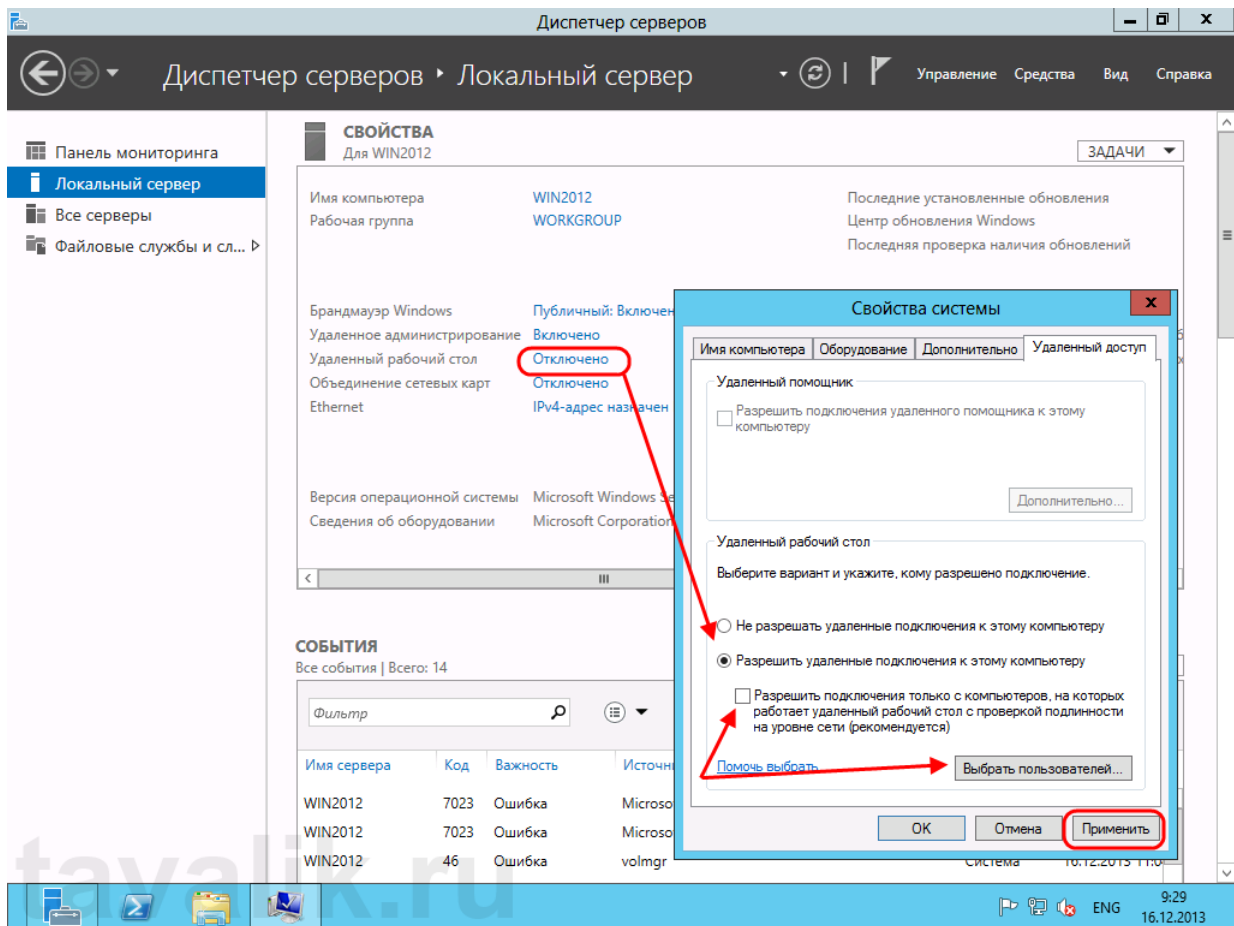 Диспетчер серверов
Диспетчер серверов ‣ Локальный сервер
Управление Средства Вид Справка
Панель мониторинга
Локальный сервер
Все серверы
Файловые службы и сл...
СВОЙСТВА
Для WIN2012
ЗАДАЧИ
Имя компьютера WIN2012
Рабочая группа WORKGROUP
Последние установленные обновления
Центр обновления Windows
Последняя проверка наличия обновлений
Брандмауэр Windows Публичный: Включен
Удаленное администрирование Включено
Удаленный рабочий стол Отключено
Объединение сетевых карт Отключено
Ethernet IPv4-адрес назначен
Версия операционной системы Microsoft Windows Se
Сведения об оборудовании Microsoft Corporation
СОБЫТИЯ
Все события | Всего: 14
Фильтр
Имя сервера Код Важность Источн
WIN2012 7023 Ошибка Microso
WIN2012 7023 Ошибка Microso
WIN2012 46 Ошибка volmgr Система 16.12.2013 11:0
Свойства системы
Имя компьютера Оборудование Дополнительно Удаленный доступ
Удаленный помощник
Разрешить подключения удаленного помощника к этому
компьютеру
Дополнительно...
Удаленный рабочий стол
Выберите вариант и укажите, кому разрешено подключение.
Не разрешать удаленные подключения к этому компьютеру
Разрешить удаленные подключения к этому компьютеру
Разрешить подключения только с компьютеров, на которых
работает удаленный рабочий стол с проверкой подлинности
на уровне сети (рекомендуется)
Помочь выбрать
Выбрать пользователей...
OK Отмена Применить
tavalik.ru
ENG
9:29
16.12.2013